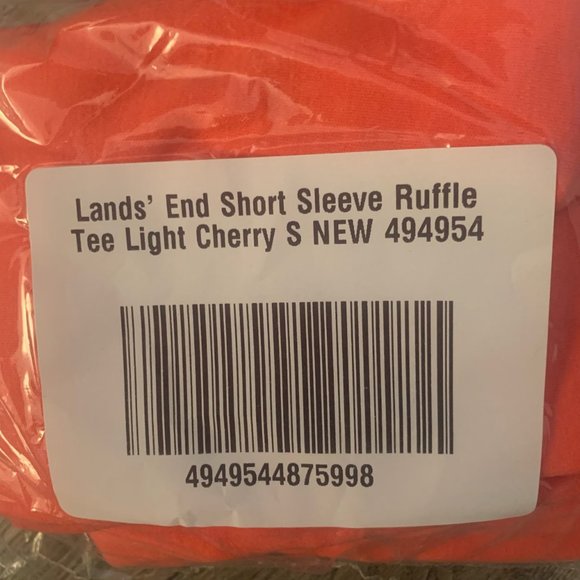 Lands' End Short Sleeve Ruffle
Tee Light Cherry S NEW 494954
4949544875998